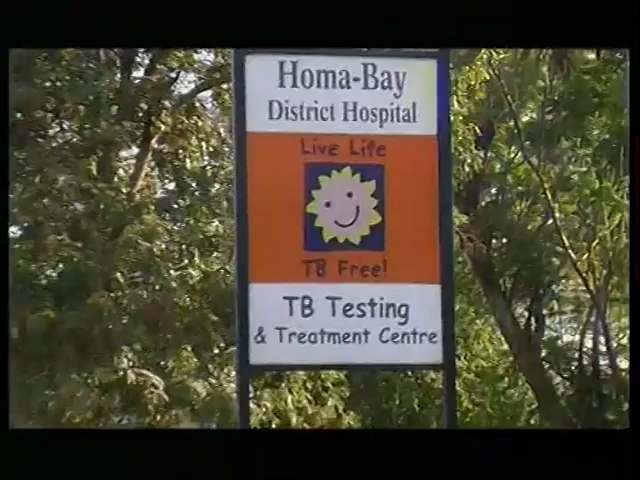 Homa-Bay
District Hospital
Live Life
TB Free!
TB Testing
& Treatment Centre